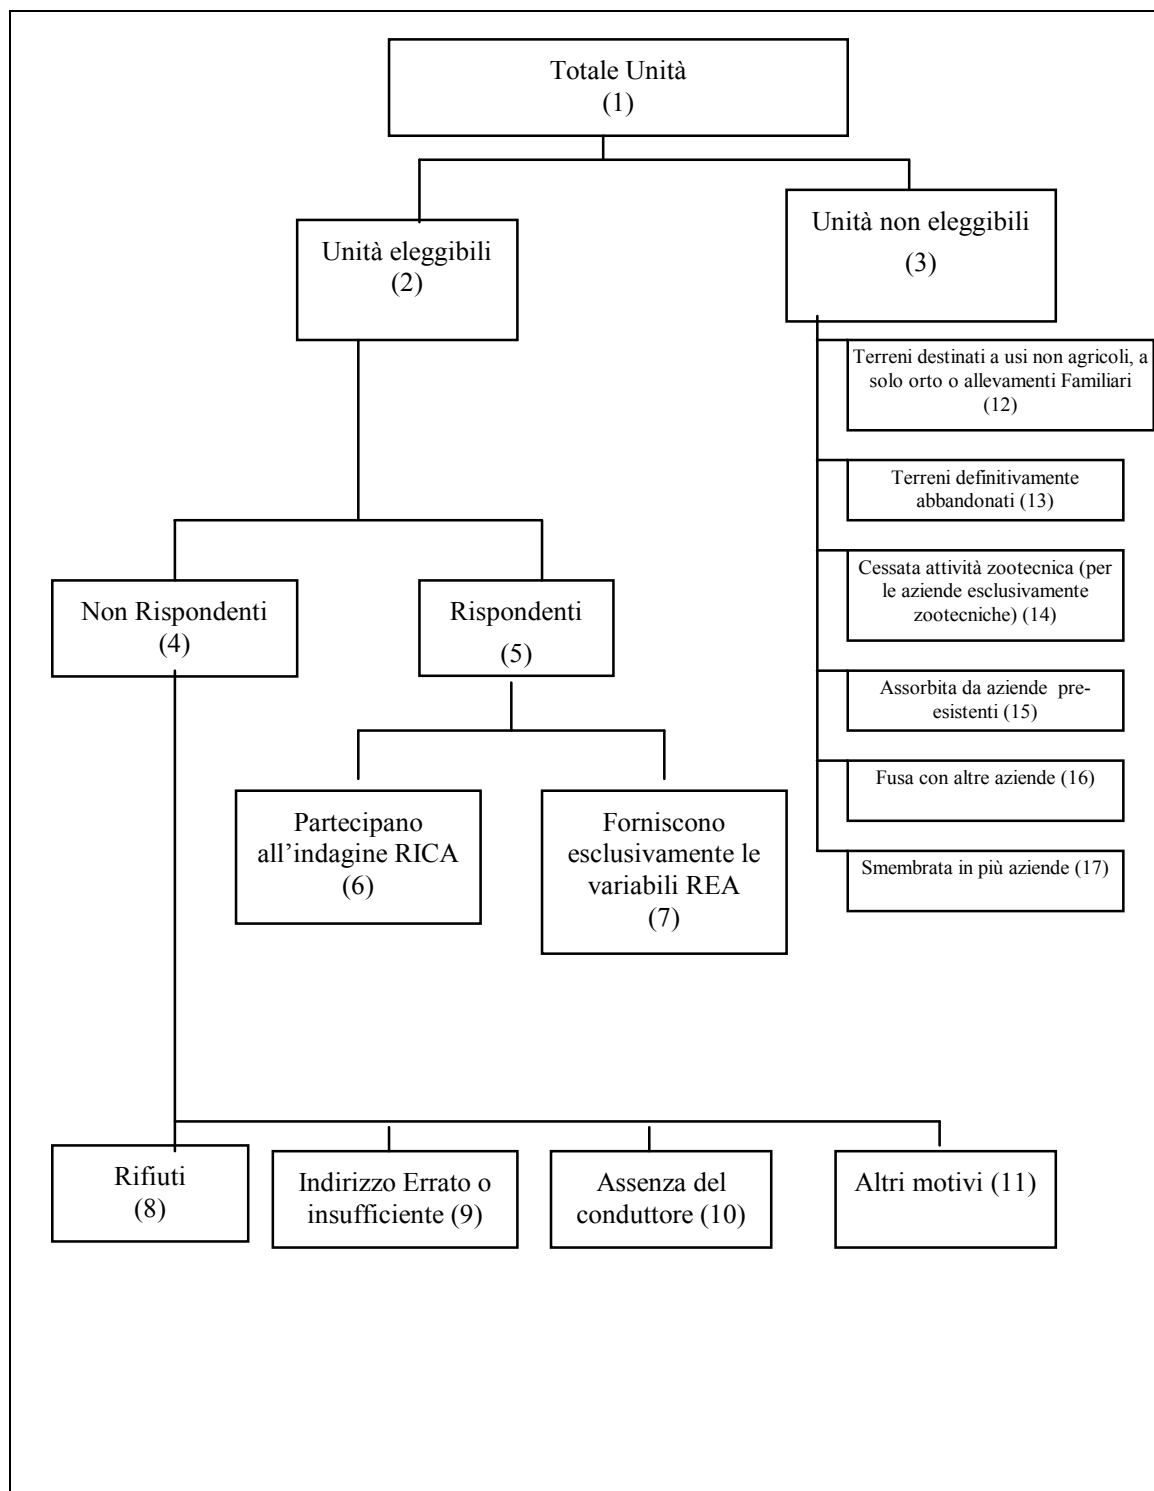 Totale Unità
(1)
Unità eleggibili
(2)
Unità non eleggibili
(3)
Terreni destinati a usi non agricoli, a
solo orto o allevamenti Familiari
(12)
Terreni definitivamente
abbandonati (13)
Cessata attività zootecnica (per
le aziende esclusivamente
zootecniche) (14)
Assorbita da aziende pre-
esistenti (15)
Fusa con altre aziende (16)
Smembrata in più aziende (17)
Non Rispondenti
(4)
Rispondenti
(5)
Partecipano
all’indagine RICA
(6)
Forniscono
esclusivamente le
variabili REA
(7)
Rifiuti
(8)
Indirizzo Errato o
insufficiente (9)
Assenza del
conduttore (10)
Altri motivi (11)